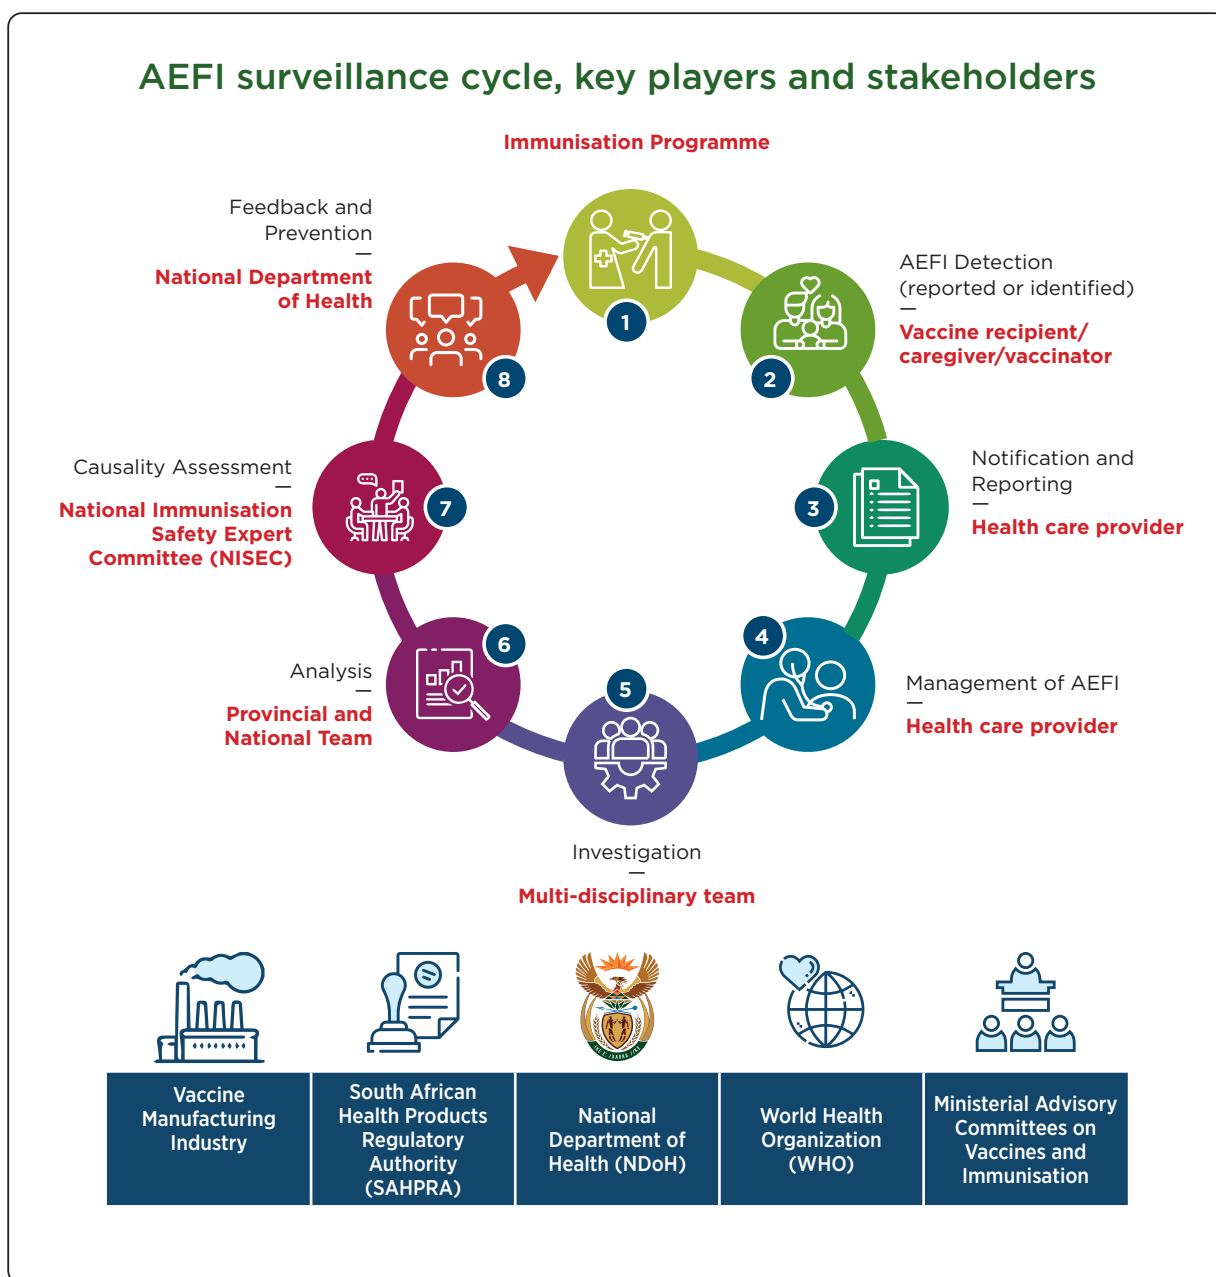 AEFI surveillance cycle, key players and stakeholders
Immunisation Programme
1
AEFI Detection
(reported or identified)
—
Vaccine recipient/
caregiver/vaccinator
2
Notification and
Reporting
—
Health care provider
3
Management of AEFI
—
Health care provider
4
5
Investigation
—
Multi-disciplinary team
6
Analysis
—
Provincial and
National Team
7
Causality Assessment
—
National Immunisation
Safety Expert
Committee (NISEC)
8
Feedback and
Prevention
—
National Department
of Health
Vaccine
Manufacturing
Industry
South African
Health Products
Regulatory
Authority
(SAHPRA)
National
Department of
Health (NDoH)
World Health
Organization
(WHO)
Ministerial Advisory
Committees on
Vaccines and
Immunisation